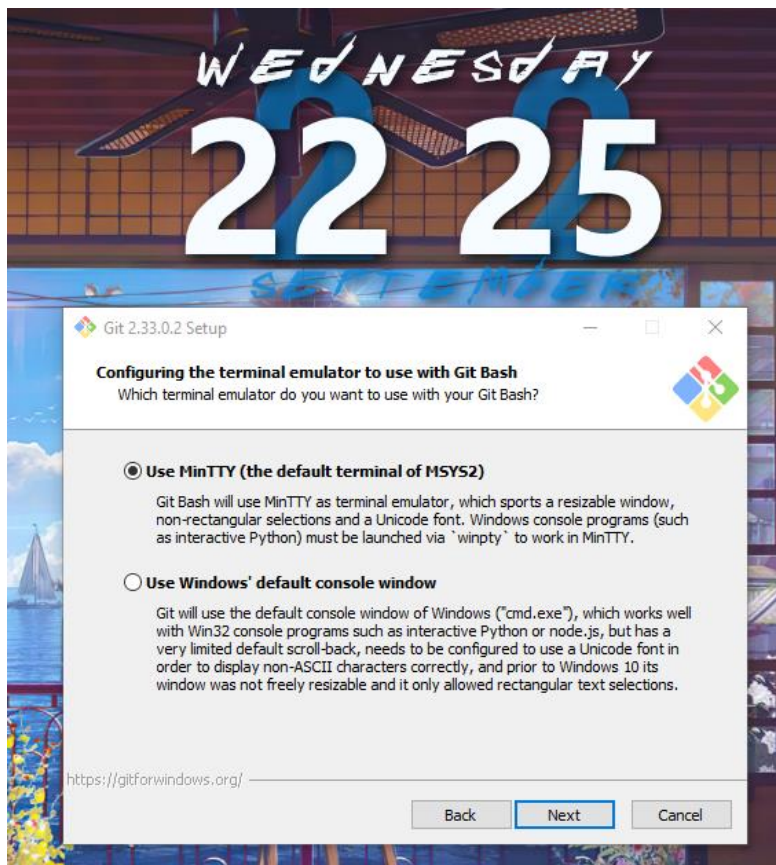 WEdNESdAY
22 25
22
SEPTEMBER
Git 2.33.0.2 Setup
Configuring the terminal emulator to use with Git Bash
Which terminal emulator do you want to use with your Git Bash?
Use MinTTY (the default terminal of MSYS2)
Git Bash will use MinTTY as terminal emulator, which sports a resizable window,
non-rectangular selections and a Unicode font. Windows console programs (such
as interactive Python) must be launched via `winpty` to work in MinTTY.
Use Windows' default console window
Git will use the default console window of Windows ("cmd.exe"), which works well
with Win32 console programs such as interactive Python or node.js, but has a
very limited default scroll-back, needs to be configured to use a Unicode font in
order to display non-ASCII characters correctly, and prior to Windows 10 its
window was not freely resizable and it only allowed rectangular text selections.
https://gitforwindows.org/
Back Next Cancel